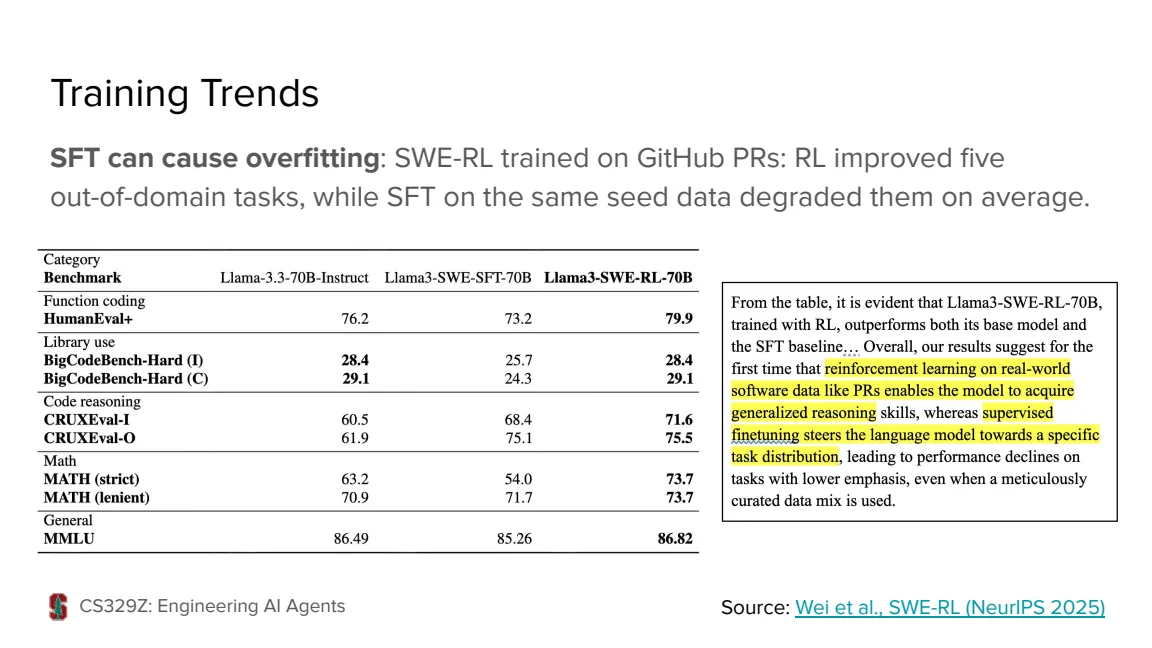 Training Trends
SFT can cause overfitting: SWE-RL trained on GitHub PRs: RL improved five
out-of-domain tasks, while SFT on the same seed data degraded them on average.
Category
Benchmark Llama-3.3-70B-Instruct Llama3-SWE-SFT-70B Llama3-SWE-RL-70B
Function coding
HumanEval+ 76.2 73.2 79.9
Library use
BigCodeBench-Hard (I) 28.4 25.7 28.4
BigCodeBench-Hard (C) 29.1 24.3 29.1
Code reasoning
CRUXEval-I 60.5 68.4 71.6
CRUXEval-O 61.9 75.1 75.5
Math
MATH (strict) 63.2 54.0 73.7
MATH (lenient) 70.9 71.7 73.7
General
MMLU 86.49 85.26 86.82
From the table, it is evident that Llama3-SWE-RL-70B,
trained with RL, outperforms both its base model and
the SFT baseline… Overall, our results suggest for the
first time that reinforcement learning on real-world
software data like PRs enables the model to acquire
generalized reasoning skills, whereas supervised
finetuning steers the language model towards a specific
task distribution, leading to performance declines on
tasks with lower emphasis, even when a meticulously
curated data mix is used.
CS329Z: Engineering AI Agents
Source: Wei et al., SWE-RL (NeurIPS 2025)